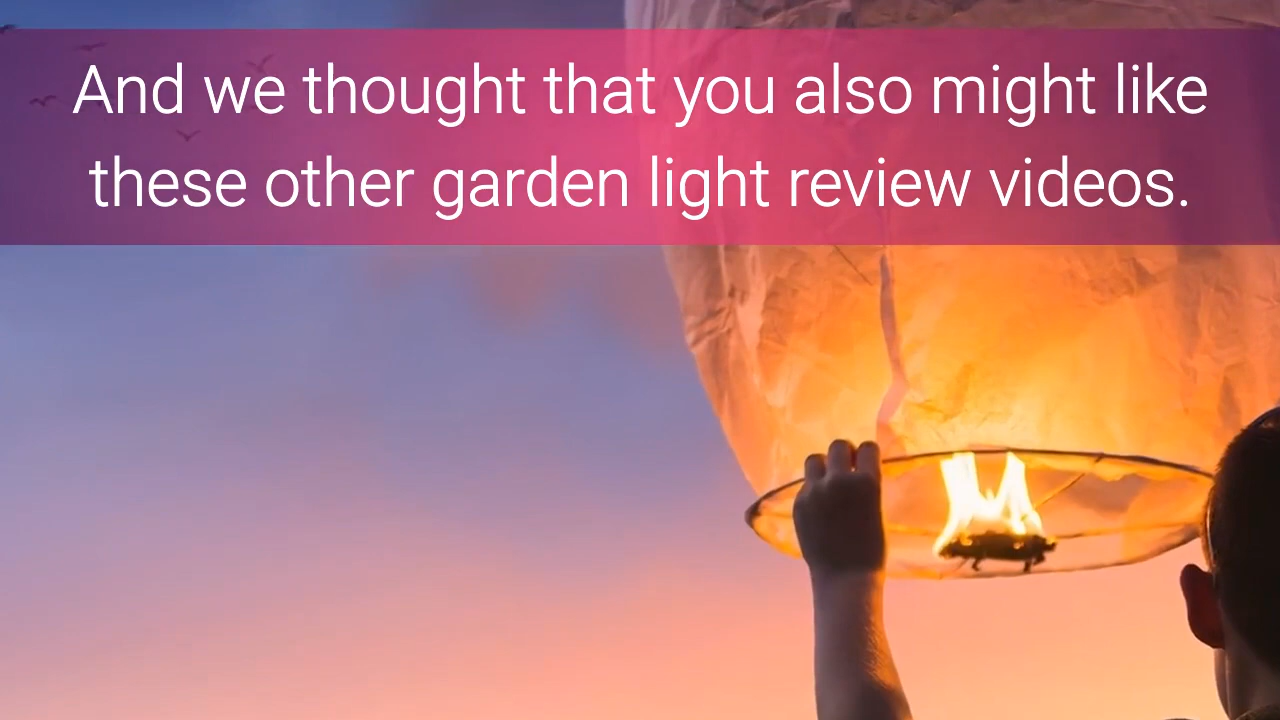 And we thought that you also might like
these other garden light review videos.